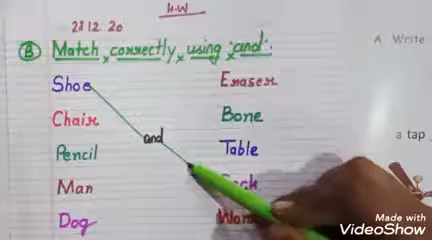 H.W
23 12 20
B Match correctly using "and".
Shoe Eraser
Chair Bone
and
Pencil Table
Man
Dog
A. Write
a tap
Made With
VideoShow